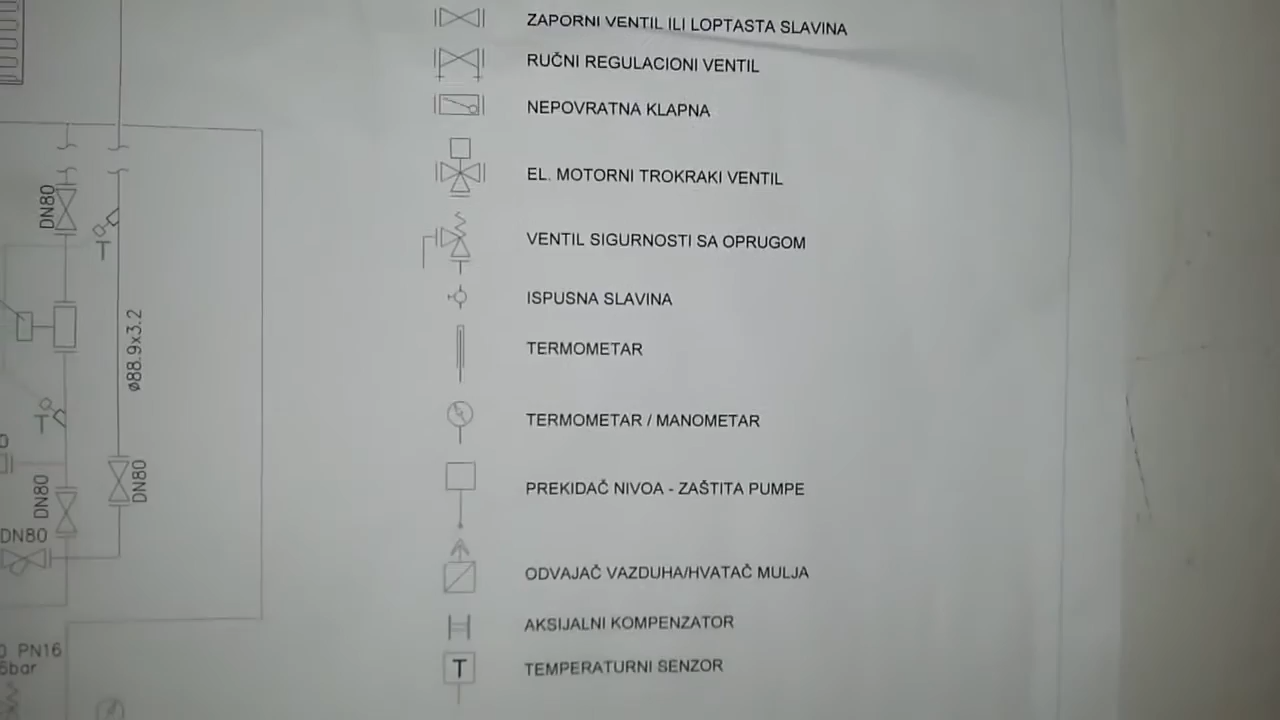 ZAPORNI VENTIL ILI LOPTASTA SLAVINA
RUČNI REGULACIONI VENTIL
NEPOVRATNA KLAPNA
EL. MOTORNI TROKRAKI VENTIL
VENTIL SIGURNOSTI SA OPRUGOM
ISPUSNA SLAVINA
TERMOMETAR
TERMOMETAR / MANOMETAR
PREKIDAČ NIVOA - ZAŠTITA PUMPE
ODVAJAČ VAZDUHA/HVATAČ MULJA
AKSIJALNI KOMPENZATOR
T
TEMPERATURNI SENZOR
DN80
T
ø88.9x3.2
T
DN80
DN80
DN80
PN16
bar